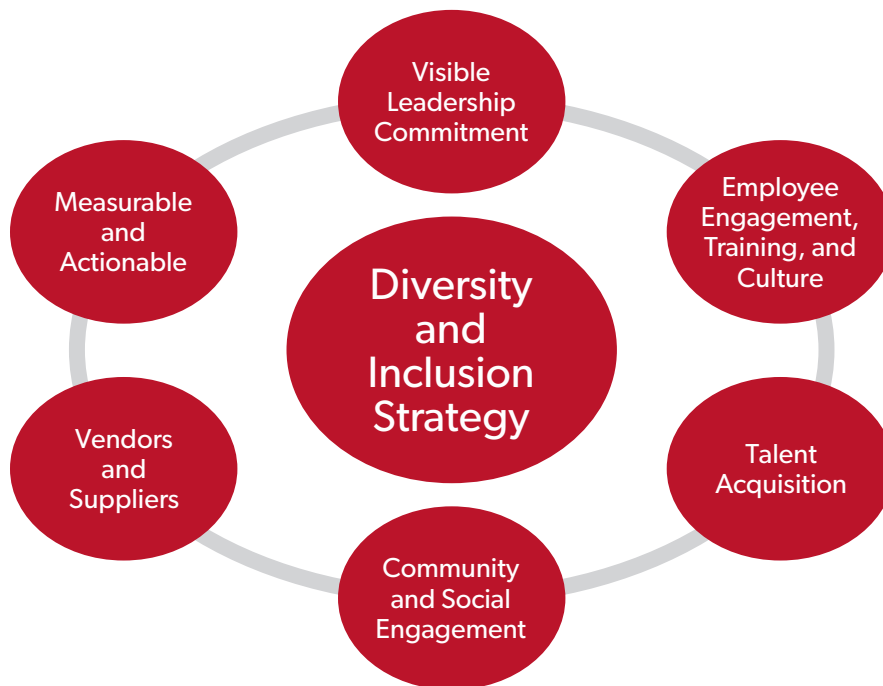 Visible
Leadership
Commitment
Employee
Engagement,
Training, and
Culture
Talent
Acquisition
Community
and Social
Engagement
Vendors
and
Suppliers
Measurable
and
Actionable
Diversity
and
Inclusion
Strategy